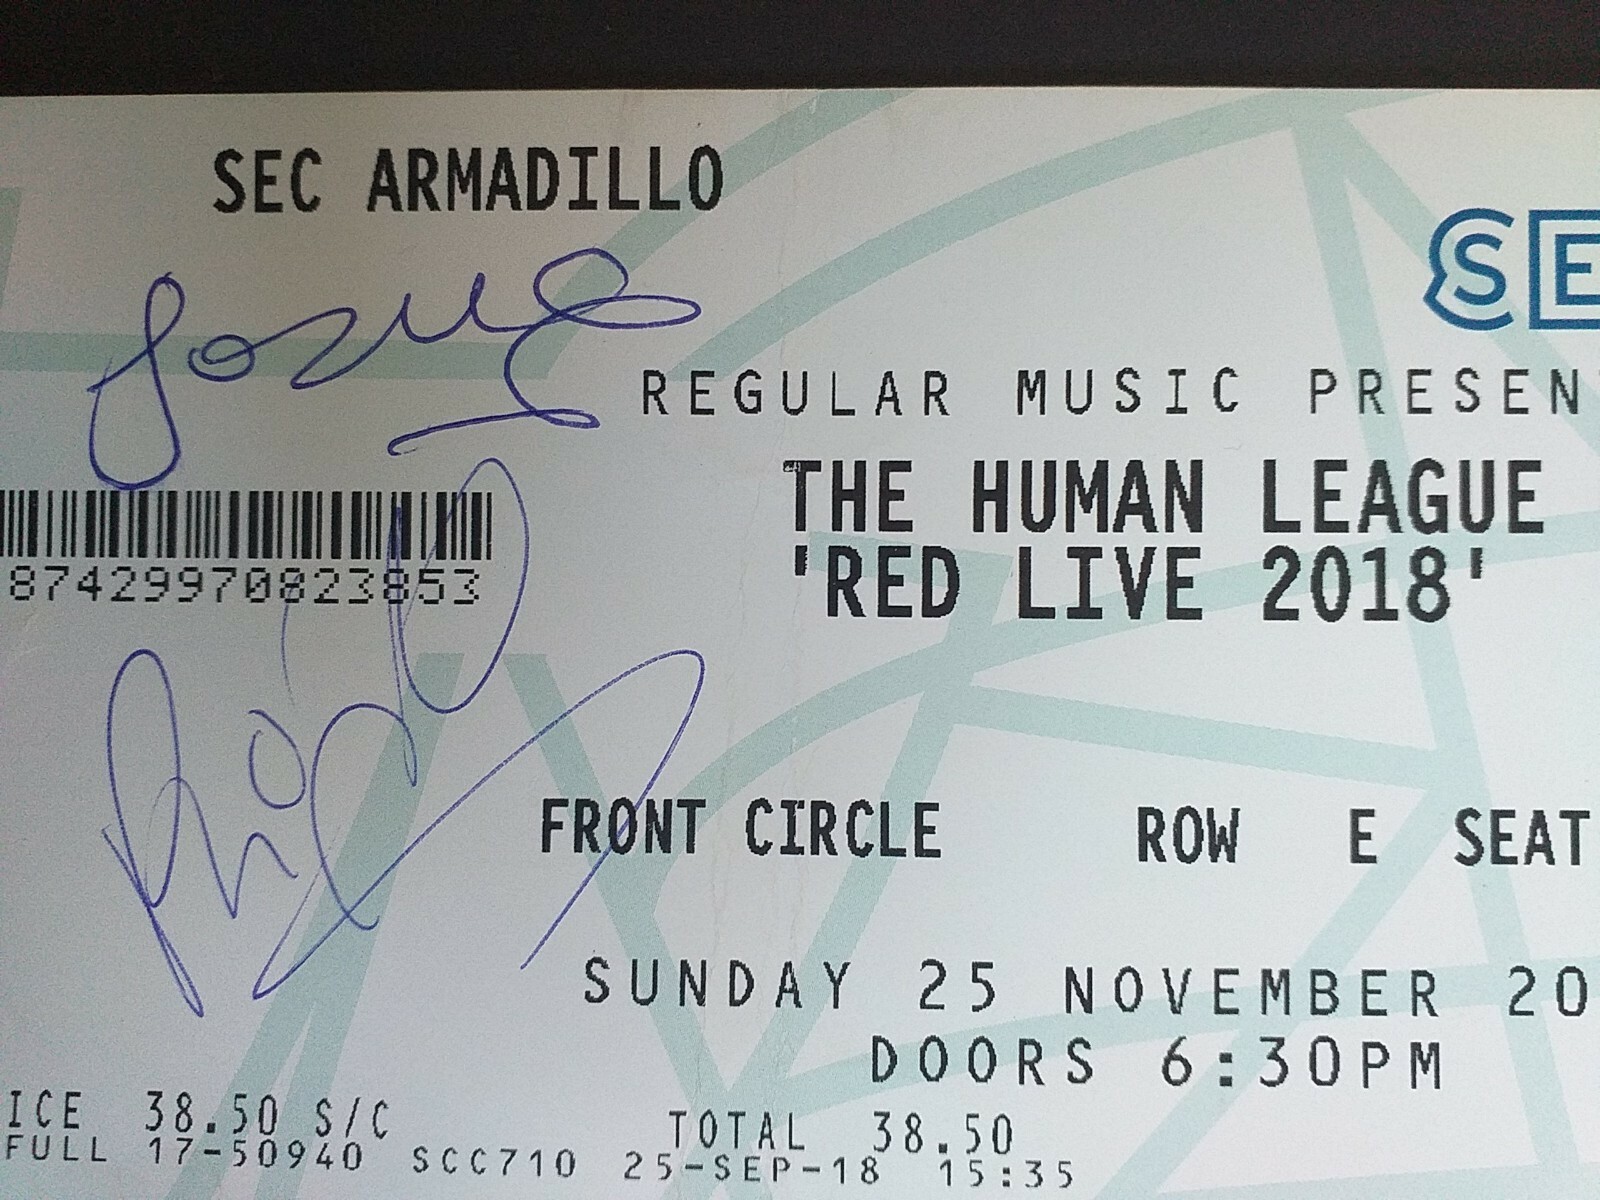 SEC ARMADILLO
SE
REGULAR MUSIC PRESEN
THE HUMAN LEAGUE
'RED LIVE 2018'
87429970823853
FRONT CIRCLE ROW E SEAT
SUNDAY 25 NOVEMBER 20
DOORS 6:30PM
ICE 38.50 S/C TOTAL 38.50
FULL 17-50940 SCC710 25-SEP-18 15:35